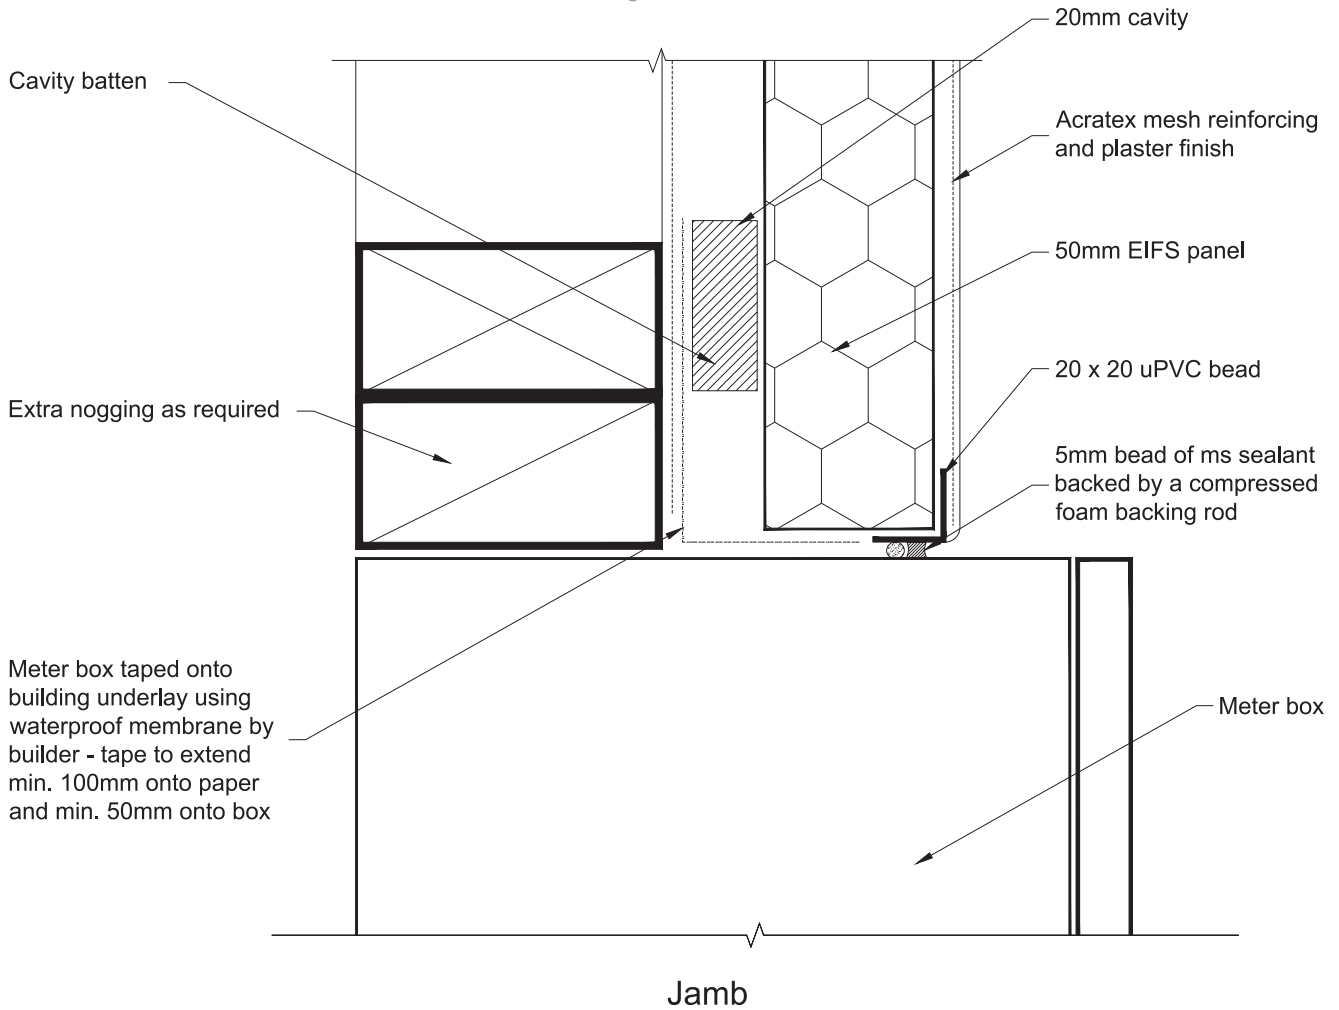 20mm cavity
Cavity batten
Acratex mesh reinforcing
and plaster finish
50mm EIFS panel
20 x 20 uPVC bead
Extra nogging as required
5mm bead of ms sealant
backed by a compressed
foam backing rod
Meter box taped onto
building underlay using
waterproof membrane by
builder - tape to extend
min. 100mm onto paper
and min. 50mm onto box
Meter box
Jamb